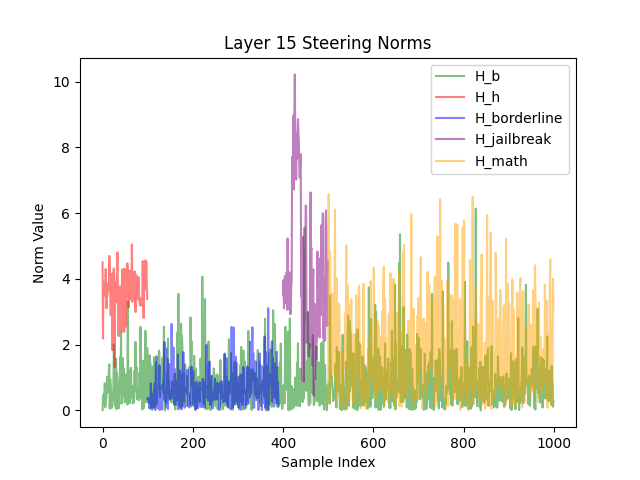 Layer 15 Steering Norms
H_b
H_h
H_borderline
H_jailbreak
H_math
Norm Value
10
8
6
4
2
0
0 200 400 600 800 1000
Sample Index